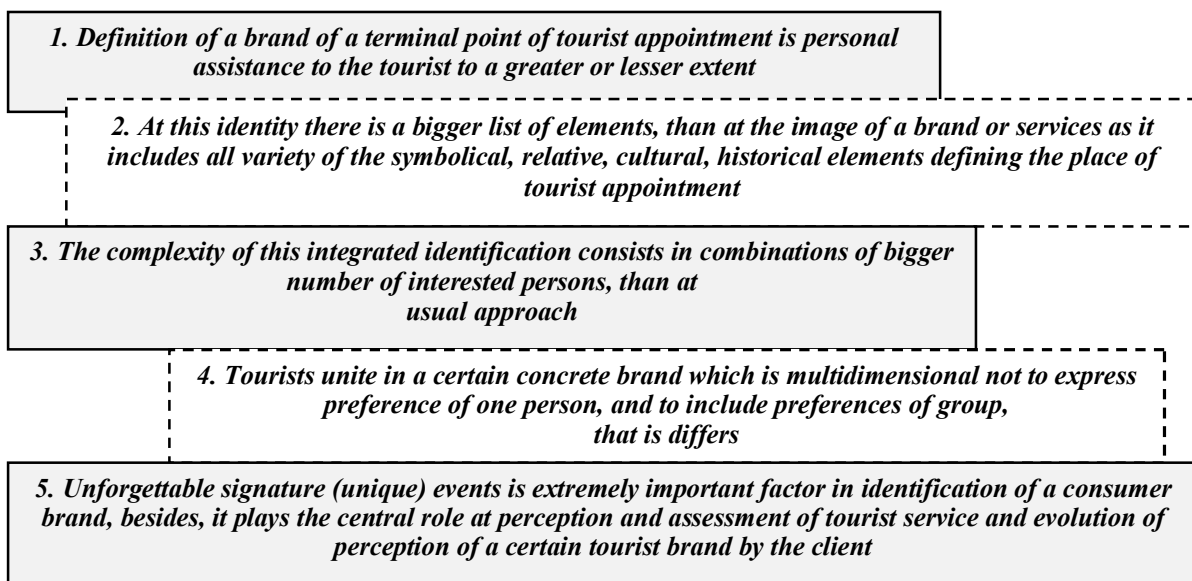 1. Definition of a brand of a terminal point of tourist appointment is personal
assistance to the tourist to a greater or lesser extent
2. At this identity there is a bigger list of elements, than at the image of a brand or services as it
includes all variety of the symbolical, relative, cultural, historical elements defining the place of
tourist appointment
3. The complexity of this integrated identification consists in combinations of bigger
number of interested persons, than at
usual approach
4. Tourists unite in a certain concrete brand which is multidimensional not to express
preference of one person, and to include preferences of group,
that is differs
5. Unforgettable signature (unique) events is extremely important factor in identification of a consumer
brand, besides, it plays the central role at perception and assessment of tourist service and evolution of
perception of a certain tourist brand by the client